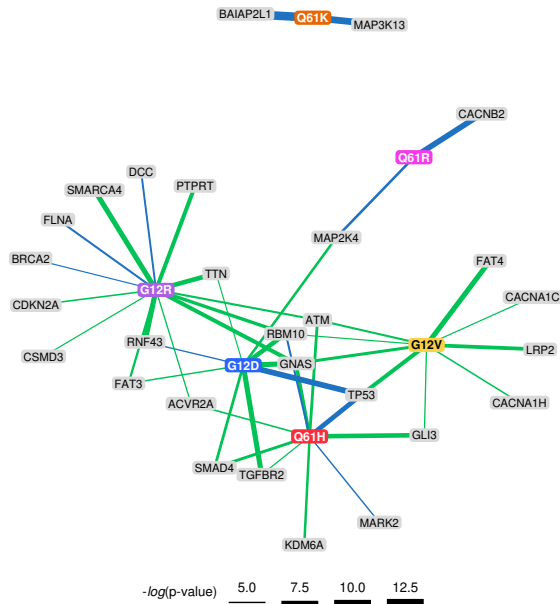 BAIAP2L1
Q61K
MAP3K13
CACNB2
Q61R
DCC
SMARCA4
PTPRT
FLNA
MAP2K4
BRCA2
TTN
FAT4
G12R
CACNA1C
CDKN2A
ATM
RBM10
RNF43
G12V
LRP2
CSMD3
G12D
GNAS
FAT3
TP53
ACVR2A
CACNA1H
Q61H
GLI3
SMAD4
TGFBR2
MARK2
KDM6A
-log(p-value) 5.0 7.5 10.0 12.5